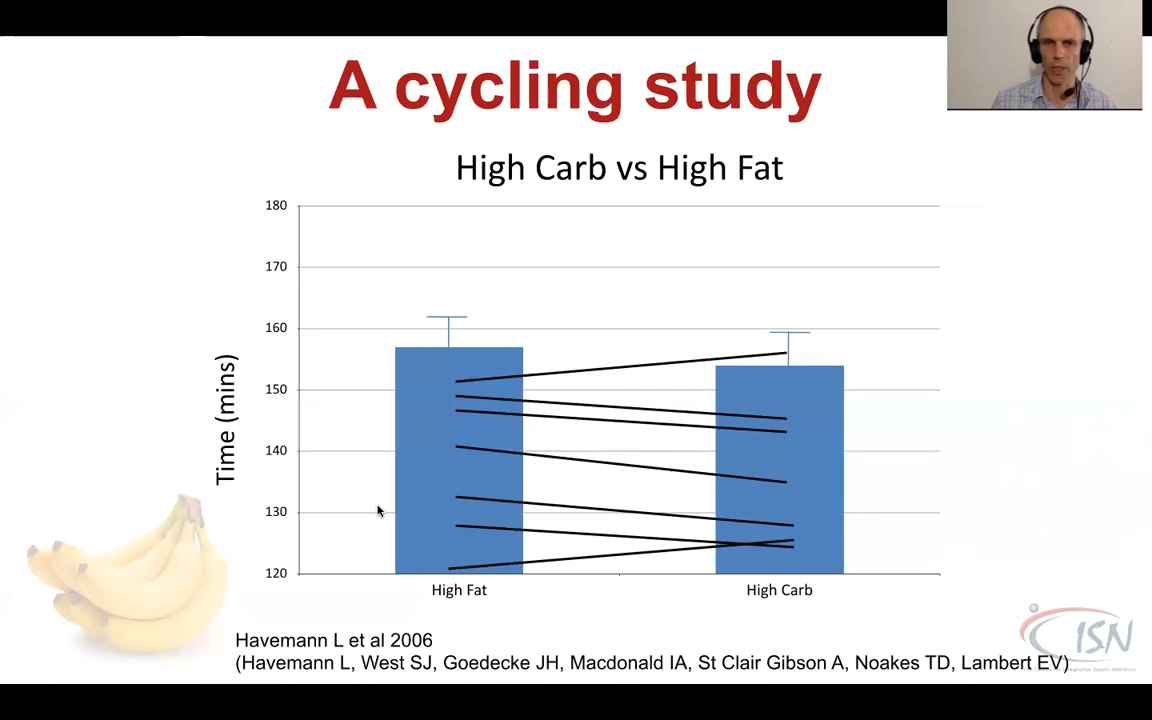 A cycling study
High Carb vs High Fat
180
170
160
150
140
130
120
Time (mins)
High Fat
High Carb
Havemann L et al 2006
(Havemann L, West SJ, Goedecke JH, Macdonald IA, St Clair Gibson A, Noakes TD, Lambert EV)
ISN